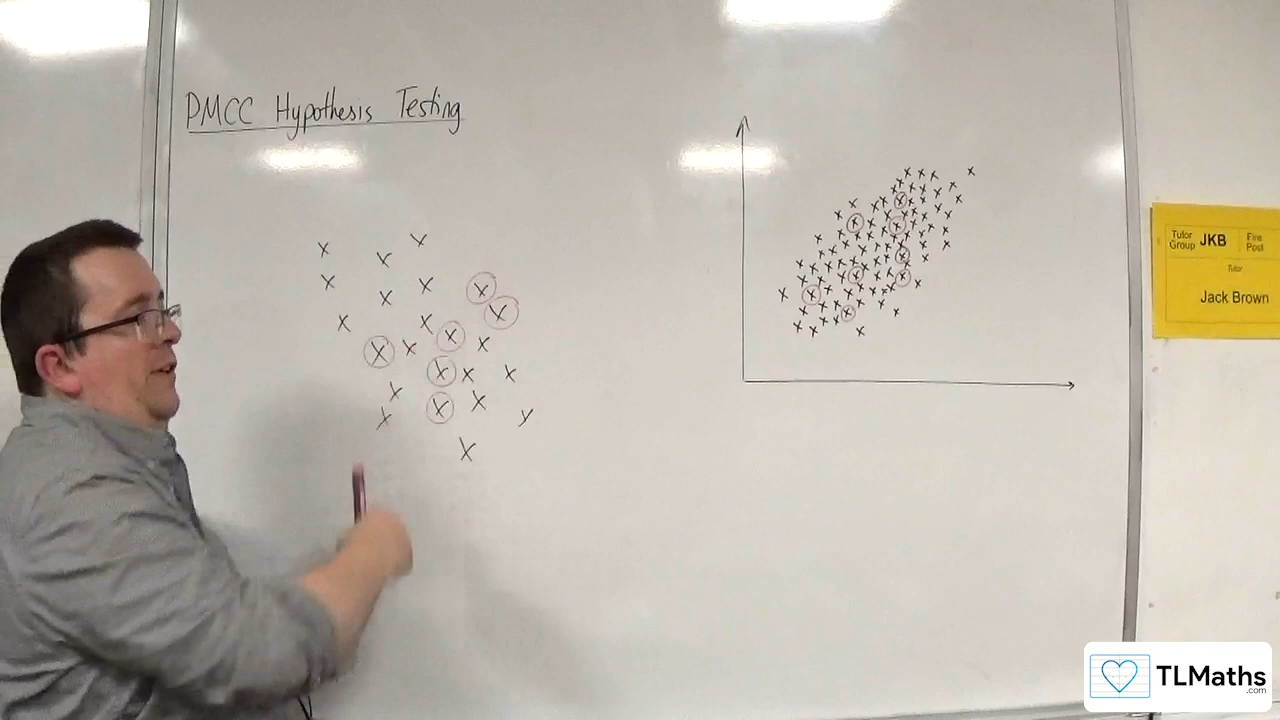 PMCC Hypothesis Testing
Tutor Group JKB Fire Post
Tutor
Jack Brown
TLMaths
.com